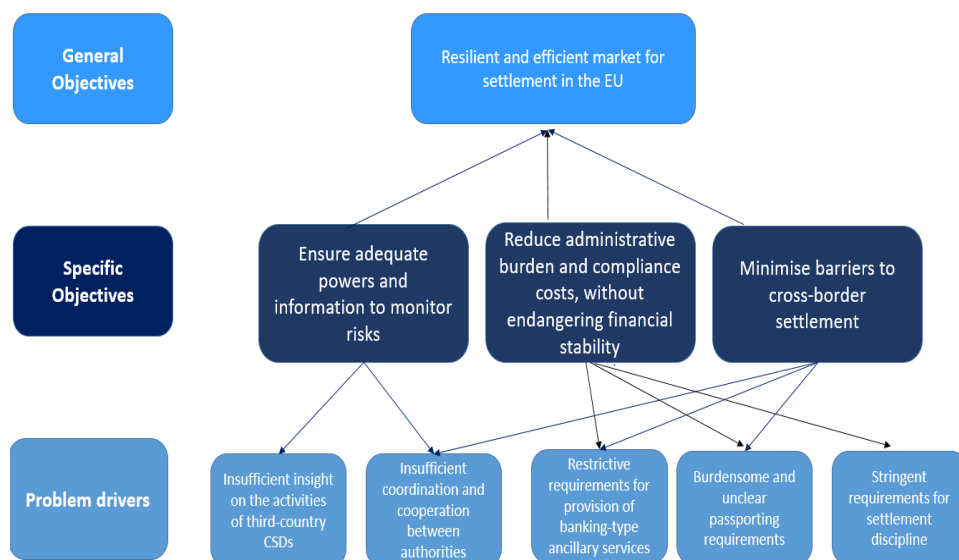 General
Objectives
Resilient and efficient market for
settlement in the EU
Specific
Objectives
Ensure adequate
powers and
information to monitor
risks
Reduce administrative
burden and compliance
costs, without
endangering financial
stability
Minimise barriers to
cross-border
settlement
Problem drivers
Insufficient insight
on the activities
of third-country
CSDs
Insufficient
coordination and
cooperation
between
authorities
Restrictive
requirements for
provision of
banking-type
ancillary services
Burdensome and
unclear
passporting
requirements
Stringent
requirements for
settlement
discipline